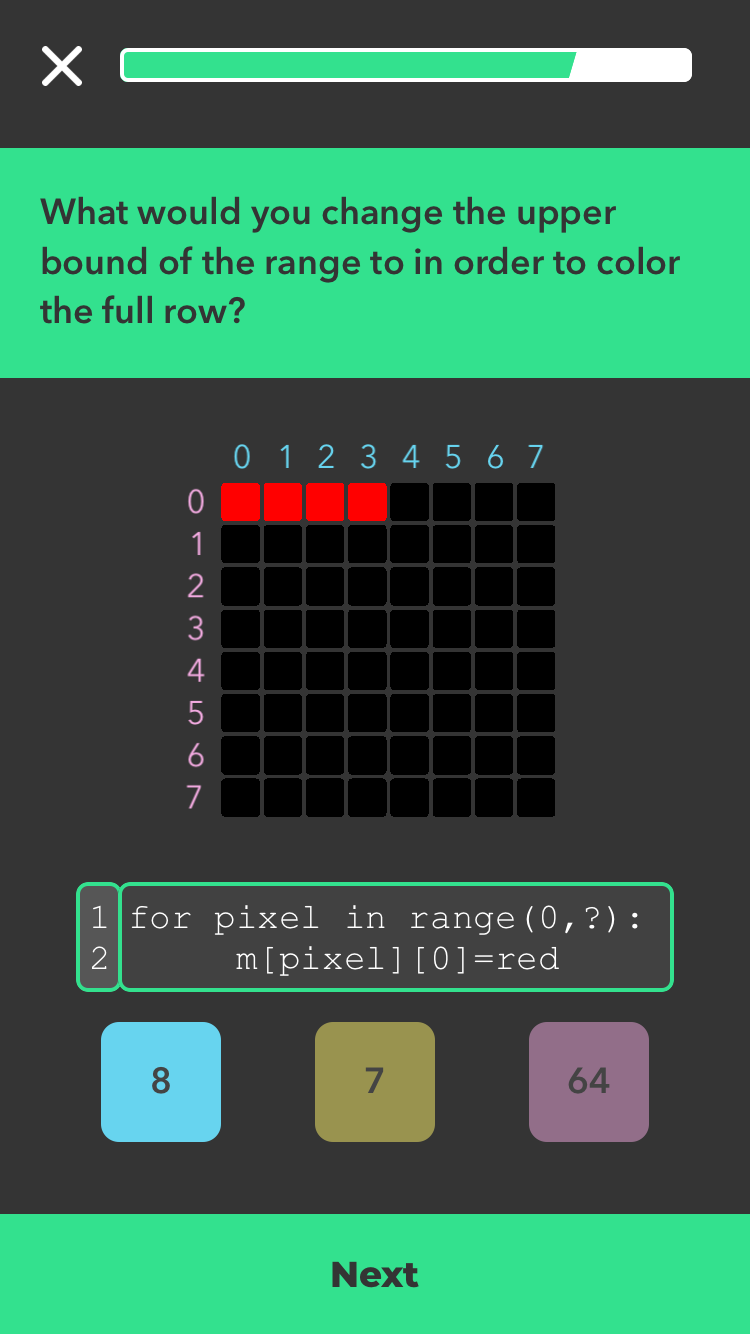 What would you change the upper
bound of the range to in order to color
the full row?
0 1 2 3 4 5 6 7
0
1
2
3
4
5
6
7
1 for pixel in range(0,?):
2 m[pixel][0]=red
8 7 64
Next